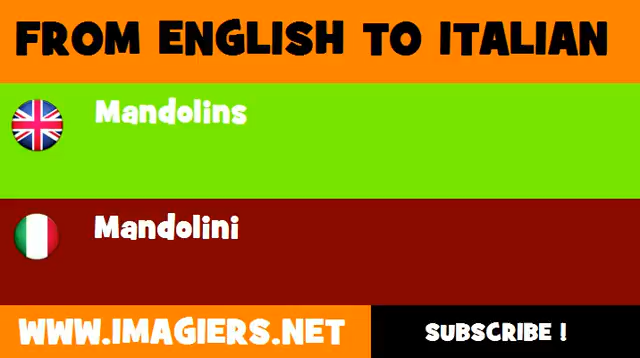 FROM ENGLISH TO ITALIAN
Mandolins
Mandolini
WWW.IMAGIERS.NET
SUBSCRIBE !